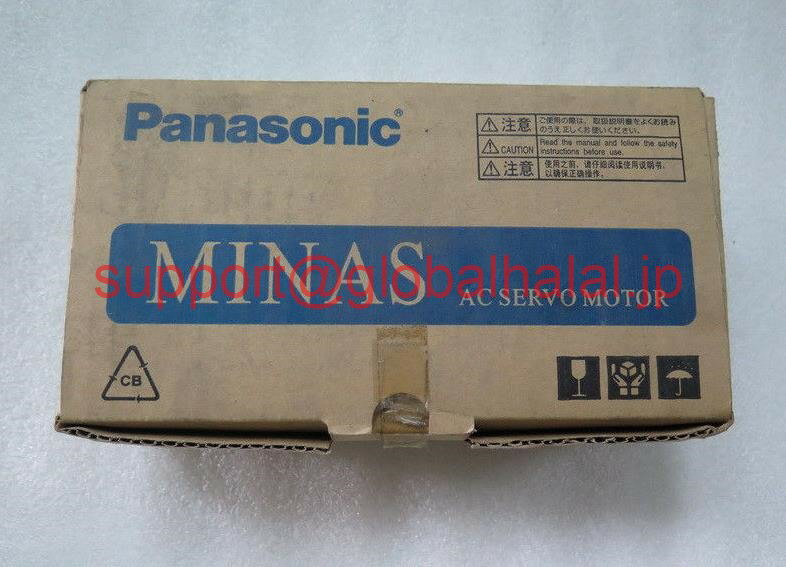 Panasonic®
⚠注意 ご使用の際は、取扱説明書をよくお読み
のうえ正しくお使いください。
⚠CAUTION Read the manual and follow the safety
instructions before use.
⚠注意 使用之前，请仔细阅读使用说明书，
以确保正确操作。
MINAS AC SERVO MOTOR
support@globalhalal.jp
CB